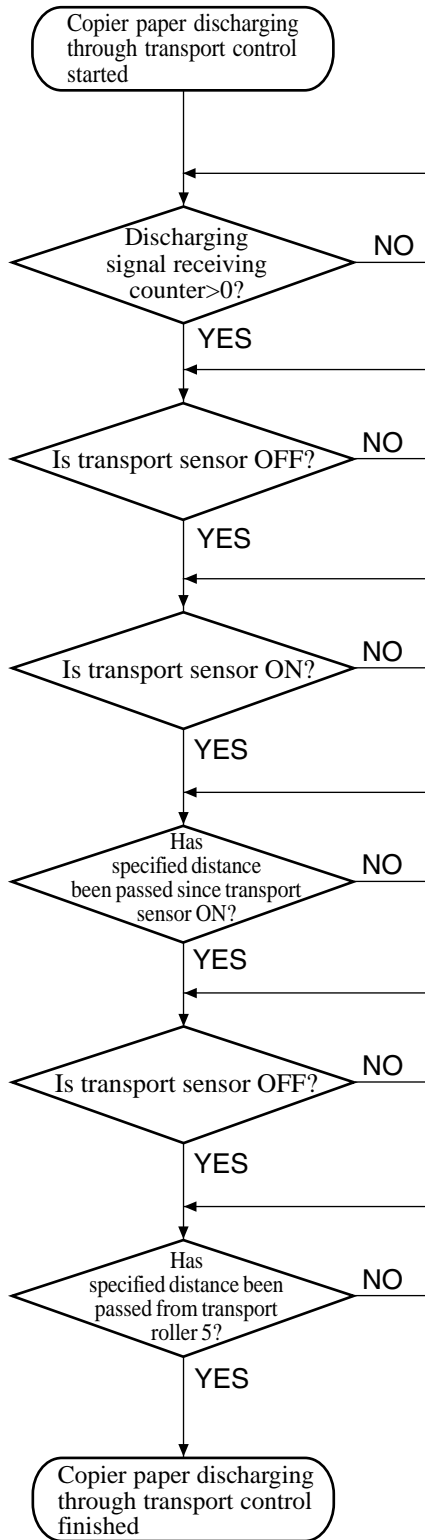 Copier paper discharging
through transport control
started
Discharging
signal receiving
counter>0?
NO
YES
Is transport sensor OFF?
NO
YES
Is transport sensor ON?
NO
YES
Has
specified distance
been passed since transport
sensor ON?
NO
YES
Is transport sensor OFF?
NO
YES
Has
specified distance been
passed from transport
roller 5?
NO
YES
Copier paper discharging
through transport control
finished